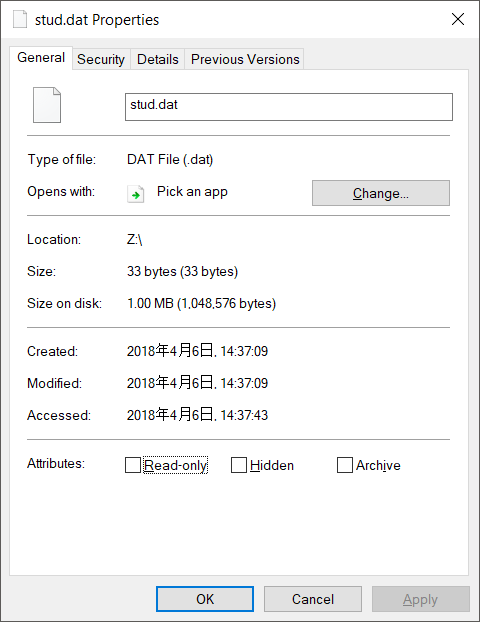 stud.dat Properties
General Security Details Previous Versions
stud.dat
Type of file: DAT File (.dat)
Opens with: Pick an app Change...
Location: Z:\
Size: 33 bytes (33 bytes)
Size on disk: 1.00 MB (1,048,576 bytes)
Created: 2018年4月6日, 14:37:09
Modified: 2018年4月6日, 14:37:09
Accessed: 2018年4月6日, 14:37:43
Attributes: Read-only Hidden Archive
OK Cancel Apply